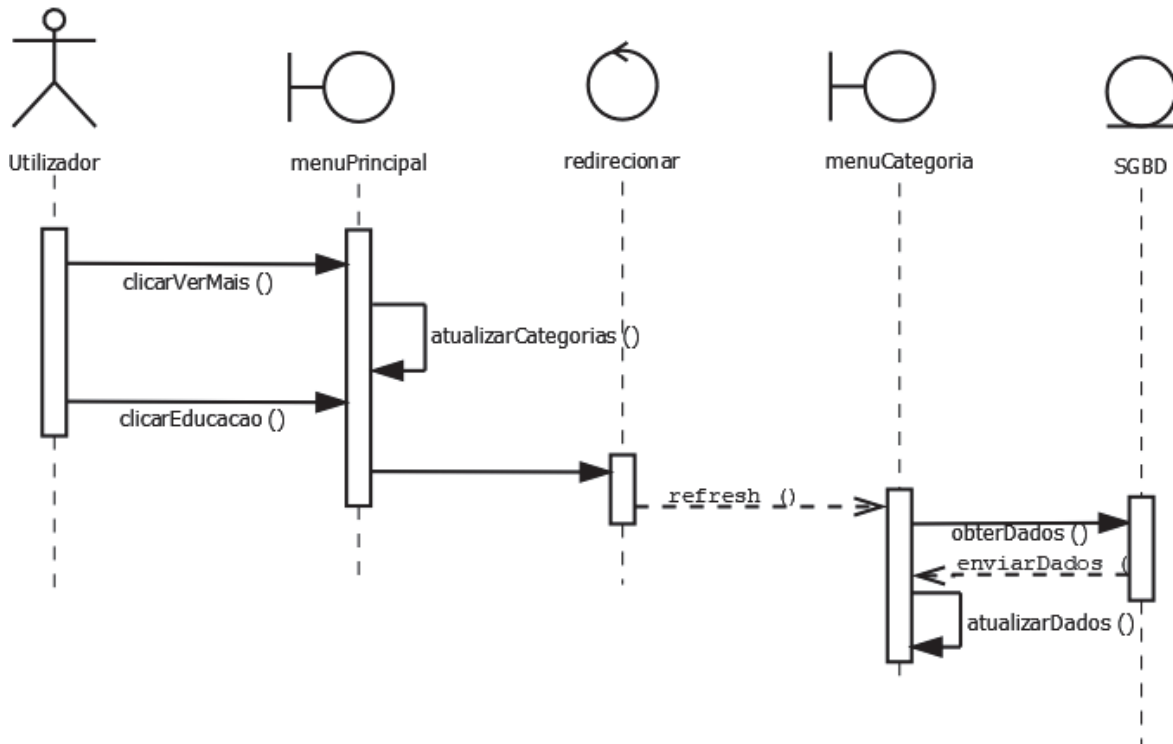 Utilizador
menuPrincipal
redirecionar
menuCategoria
SGBD
clicarVerMais ()
atualizarCategorias ()
clicarEducacao ()
refresh ()
obterDados ()
enviarDados (
atualizarDados ()